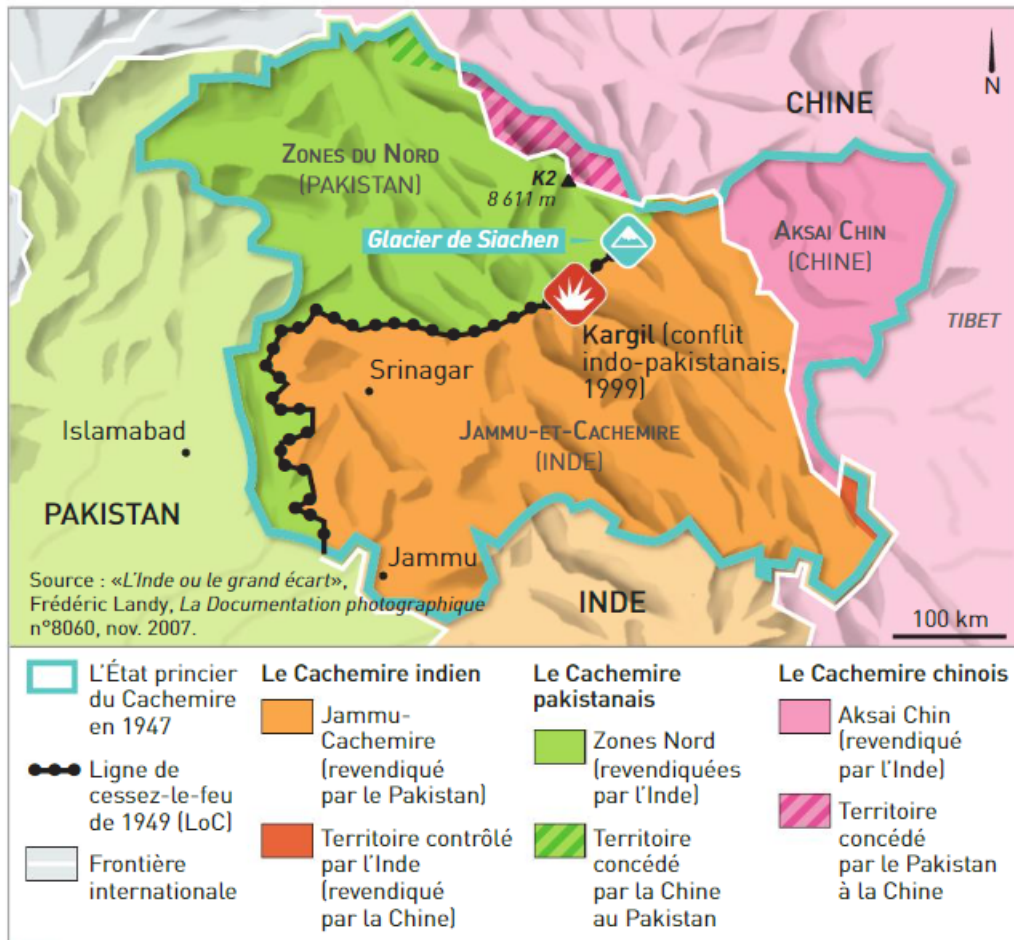 CHINE
N
ZONES DU NORD
(PAKISTAN)
K2
8 611 m
AKSAI CHIN
(CHINE)
Glacier de Siachen
TIBET
Kargil (conflit
indo-pakistanais,
1999)
Srinagar
JAMMU-ET-CACHEMIRE
(INDE)
Islamabad
PAKISTAN
Jammu
INDE
Source : «L'Inde ou le grand écart»,
Frédéric Landy, La Documentation photographique
n°8060, nov. 2007.
100 km
L'État princier
du Cachemire
en 1947
Ligne de
cessez-le-feu
de 1949 (LoC)
Frontière
internationale
Le Cachemire indien
Jammu-
Cachemire
(revendiqué
par le Pakistan)
Territoire contrôlé
par l'Inde
(revendiqué
par la Chine)
Le Cachemire
pakistanais
Zones Nord
(revendiquées
par l'Inde)
Territoire
concédé
par la Chine
au Pakistan
Le Cachemire chinois
Aksai Chin
(revendiqué
par l'Inde)
Territoire
concédé
par le Pakistan
à la Chine